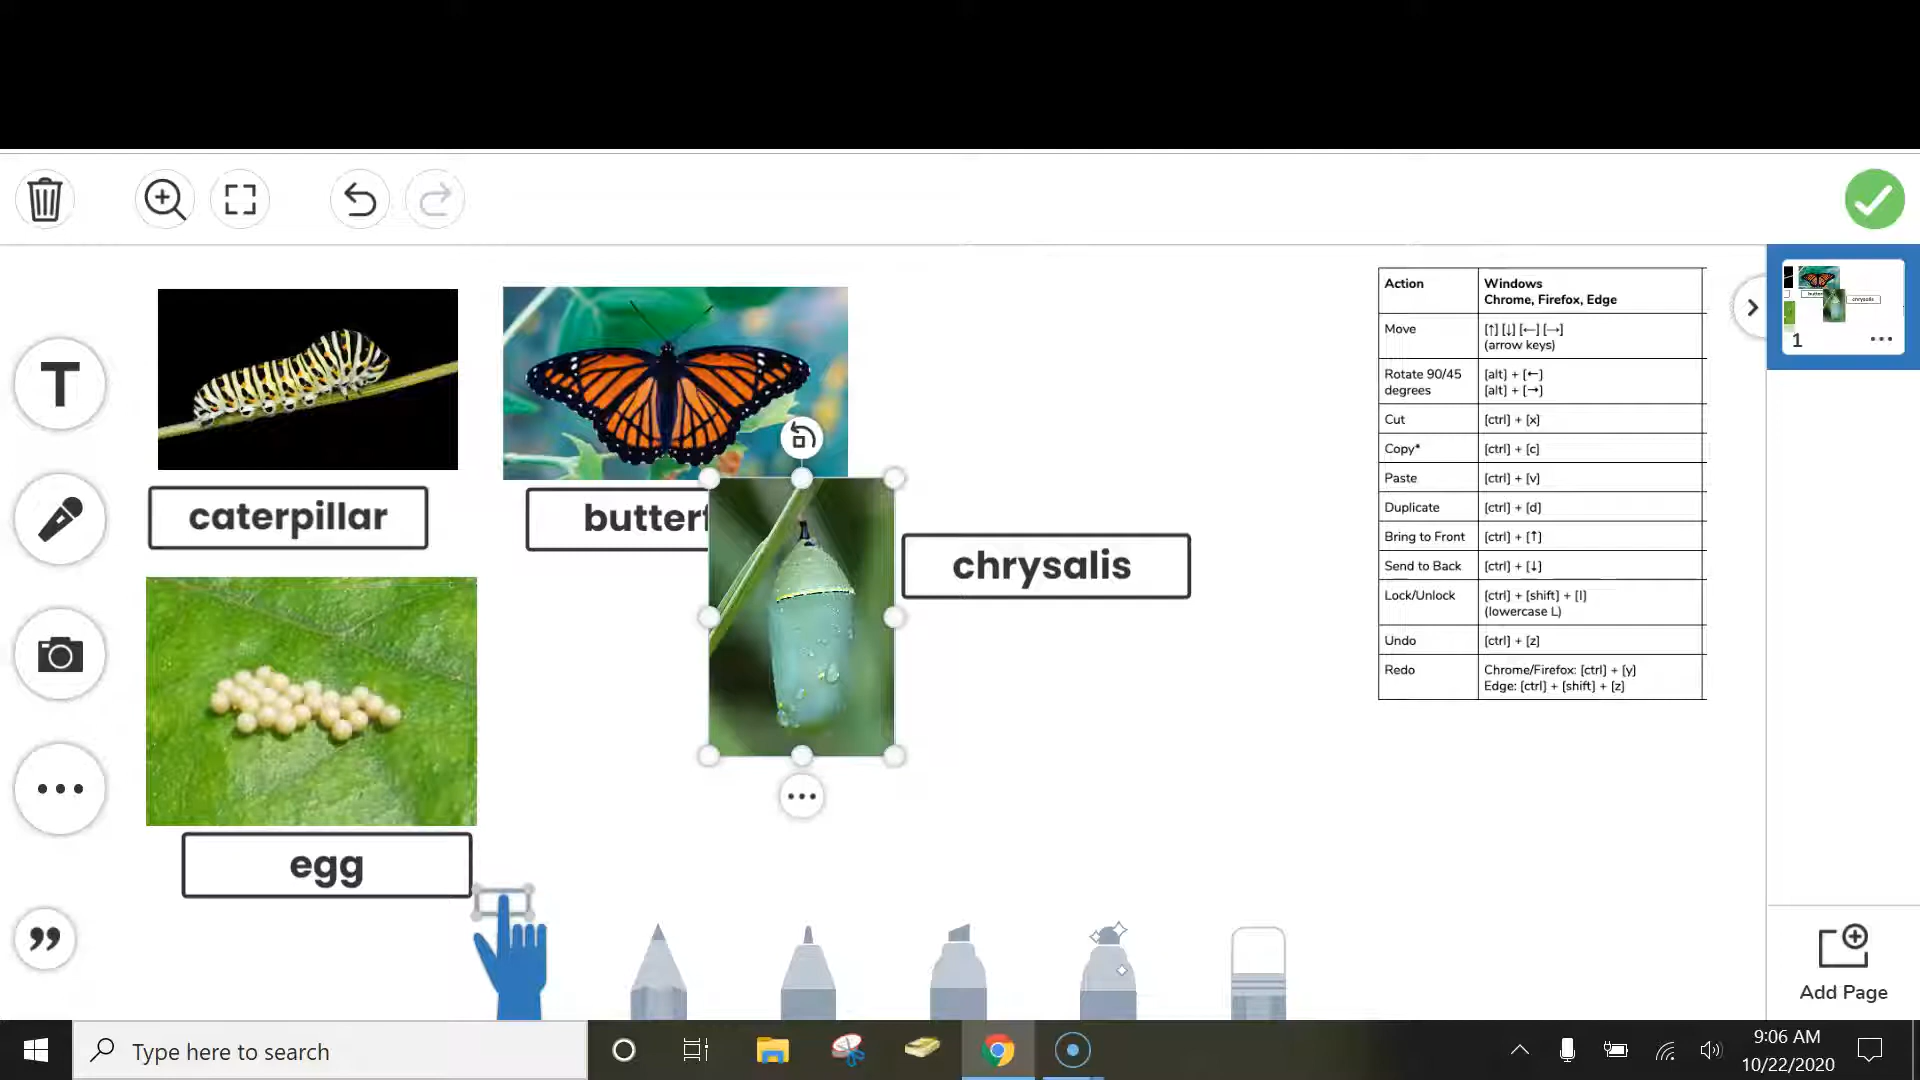 T
caterpillar
butterf
chrysalis
egg
Action Windows
Chrome, Firefox, Edge
Move [↑] [↓] [←] [→]
(arrow keys)
Rotate 90/45 [alt] + [←]
degrees [alt] + [→]
Cut [ctrl] + [x]
Copy* [ctrl] + [c]
Paste [ctrl] + [v]
Duplicate [ctrl] + [d]
Bring to Front [ctrl] + [↑]
Send to Back [ctrl] + [↓]
Lock/Unlock [ctrl] + [shift] + [l]
(lowercase L)
Undo [ctrl] + [z]
Redo Chrome/Firefox: [ctrl] + [y]
Edge: [ctrl] + [shift] + [z]
chrysalis
1
Add Page
Type here to search
9:06 AM
10/22/2020